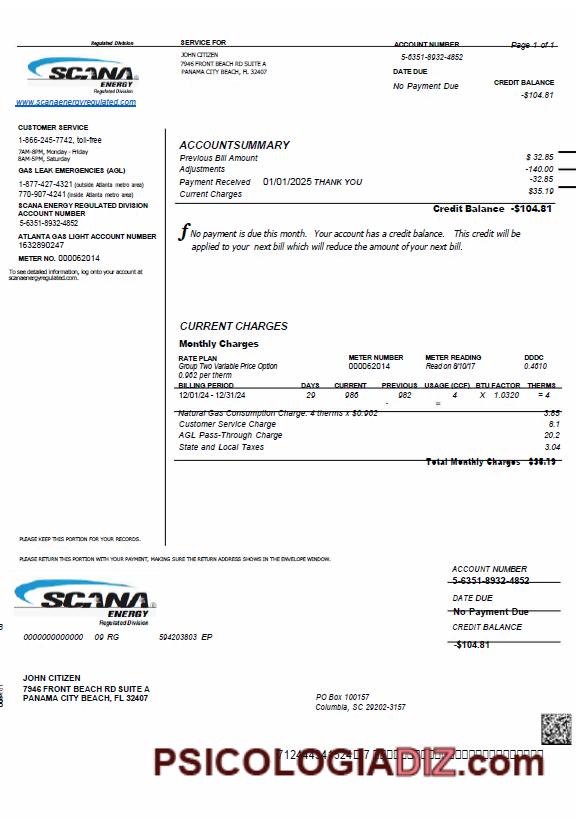 Regulated Division
SERVICE FOR
ACCOUNT NUMBER
Page 1 of 1
JOHN CITIZEN
7946 FRONT BEACH RD SUITE A
PANAMA CITY BEACH, FL 32407
5-6351-8932-4852
DATE DUE
No Payment Due
CREDIT BALANCE
-$104.81
SCANA
ENERGY
Regulated Division
www.scanaenergyregulated.com
CUSTOMER SERVICE
1-866-245-7742, toll-free
7AM-8PM, Monday - Friday
8AM-5PM, Saturday
GAS LEAK EMERGENCIES (AGL)
1-877-427-4321 (outside Atlanta metro area)
770-907-4241 (inside Atlanta metro area)
SCANA ENERGY REGULATED DIVISION
ACCOUNT NUMBER
5-6351-8932-4852
ATLANTA GAS LIGHT ACCOUNT NUMBER
1632890247
METER NO. 000062014
To see detailed information, log onto your account at
scanaenergyregulated.com.
ACCOUNTSUMMARY
Previous Bill Amount $ 32.85
Adjustments -140.00
Payment Received 01/01/2025 THANK YOU -32.85
Current Charges $35.19
Credit Balance -$104.81
f No payment is due this month. Your account has a credit balance. This credit will be
applied to your next bill which will reduce the amount of your next bill.
CURRENT CHARGES
Monthly Charges
RATE PLAN METER NUMBER METER READING DDDC
Group Two Variable Price Option 000062014 Read on 8/10/17 0.4610
0.962 per therm
BILLING PERIOD DAYS CURRENT PREVIOUS USAGE (CCF) BTU FACTOR THERMS
12/01/24 - 12/31/24 29 986 982 4 X 1.0320 = 4
- =
Natural Gas Consumption Charge: 4 therms x $0.962 3.85
Customer Service Charge 8.1
AGL Pass-Through Charge 20.2
State and Local Taxes 3.04
Total Monthly Charges $35.19
PLEASE KEEP THIS PORTION FOR YOUR RECORDS.
PLEASE RETURN THIS PORTION WITH YOUR PAYMENT, MAKING SURE THE RETURN ADDRESS SHOWS IN THE ENVELOPE WINDOW.
SCANA
ENERGY
Regulated Division
ACCOUNT NUMBER
5-6351-8932-4852
DATE DUE
No Payment Due
CREDIT BALANCE
-$104.81
0000000000000 09 RG 594203803 EP
JOHN CITIZEN
7946 FRONT BEACH RD SUITE A
PANAMA CITY BEACH, FL 32407
PO Box 100157
Columbia, SC 29202-3157
PSICOLOGIADIZ.com